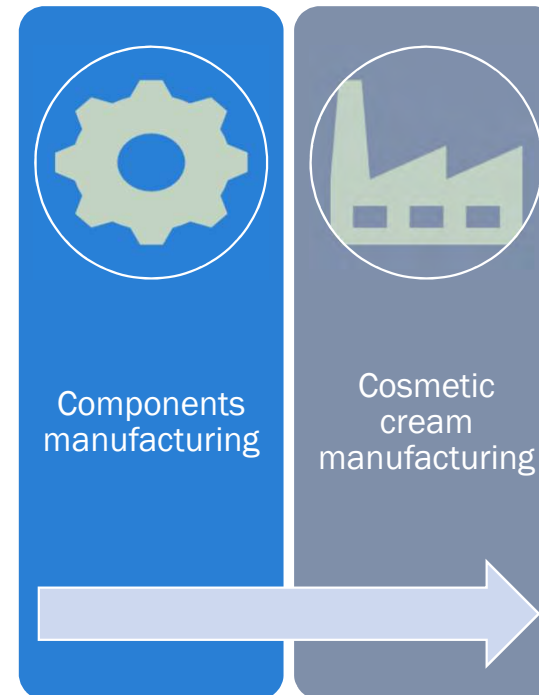 Components
manufacturing
Cosmetic
cream
manufacturing